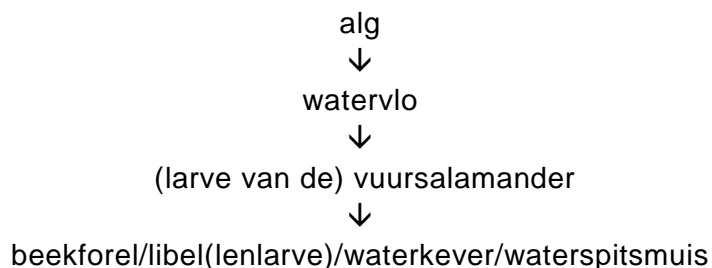 alg
↓
watervlo
↓
(larve van de) vuursalamander
↓
beekforel/libel(lenlarve)/waterkever/waterspitsmuis